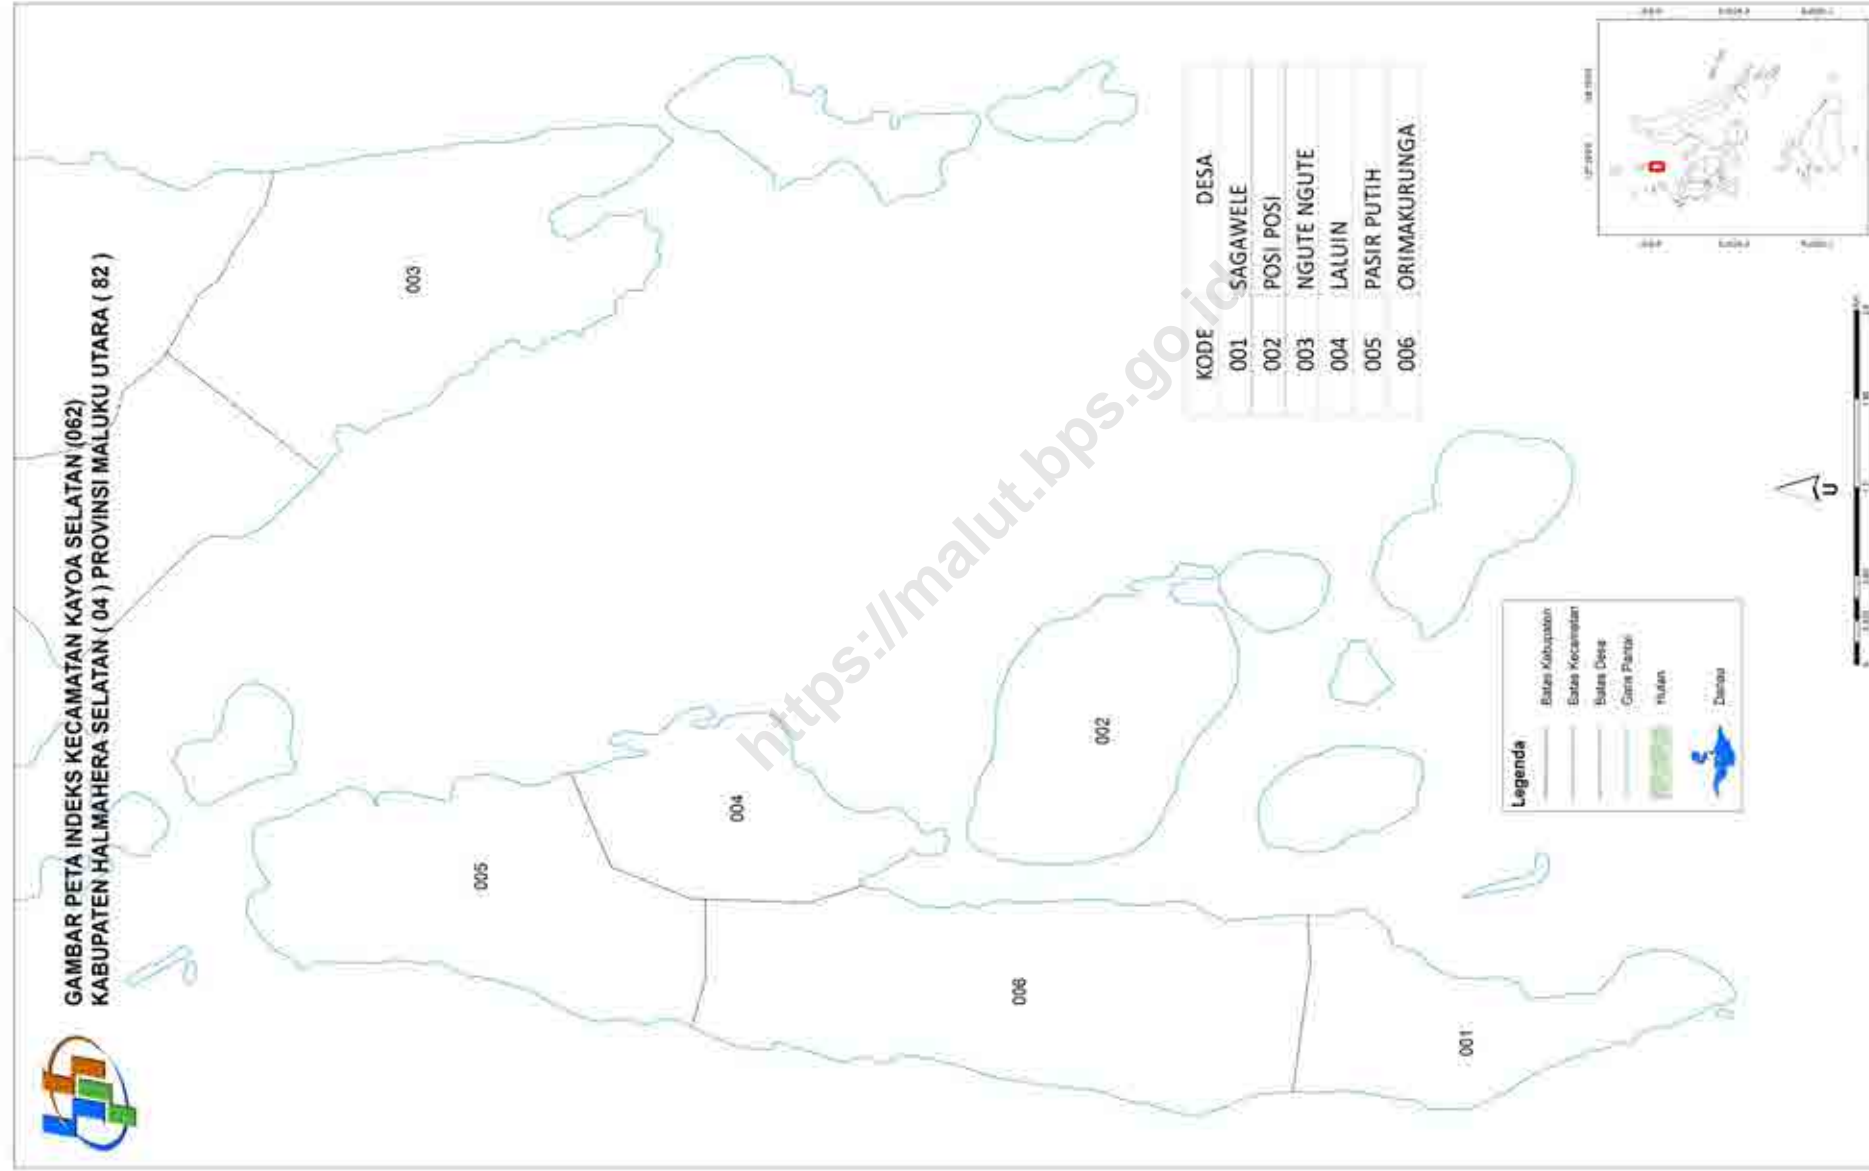 GAMBAR PETA INDEKS KECAMATAN KAYOA SELATAN (062)
KABUPATEN HALMAHERA SELATAN ( 04 ) PROVINSI MALUKU UTARA ( 82 )
003
005
004
002
006
001
KODE DESA
001 SAGAWELE
002 POSI POSI
003 NGUTE NGUTE
004 LALUIN
005 PASIR PUTIH
006 ORIMAKURUNGA
Legenda
Batas Kabupaten
Batas Kecamatan
Batas Desa
Garis Pantai
Hutan
Danau
U
https://malut.bps.go.id